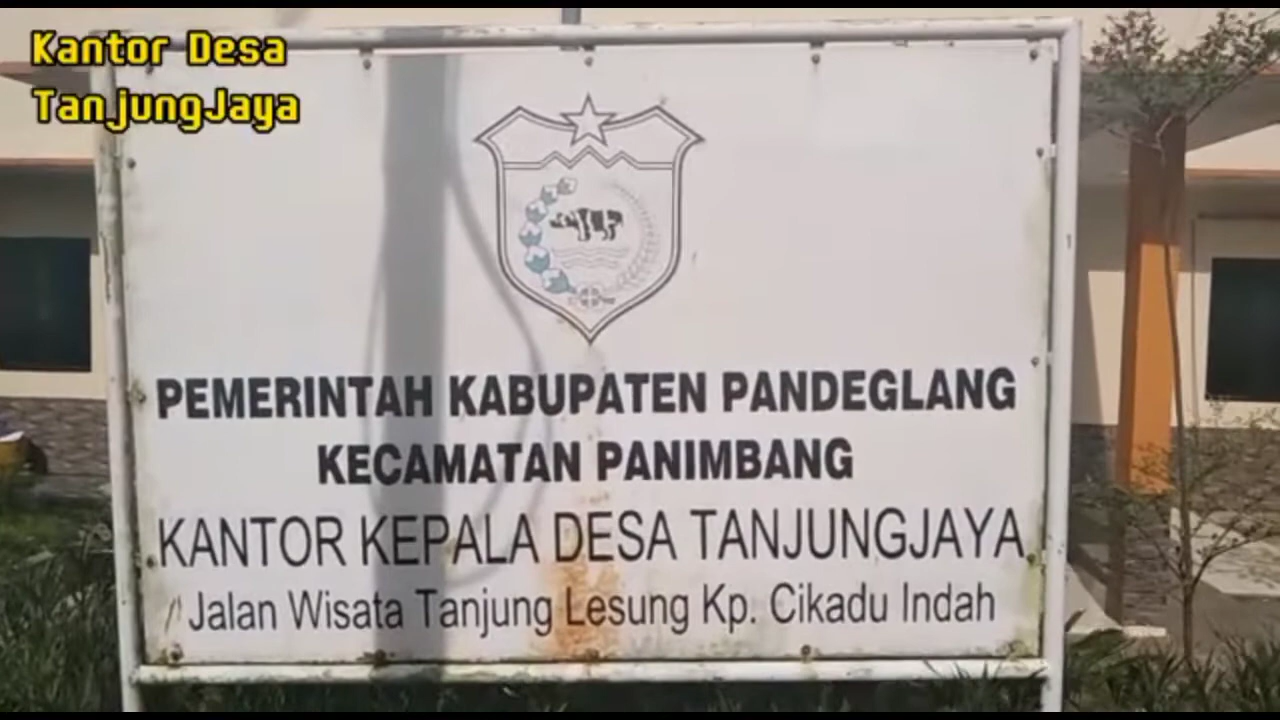 Kantor Desa
TanjungJaya
PEMERINTAH KABUPATEN PANDEGLANG
KECAMATAN PANIMBANG
KANTOR KEPALA DESA TANJUNGJAYA
Jalan Wisata Tanjung Lesung Kp. Cikadu Indah